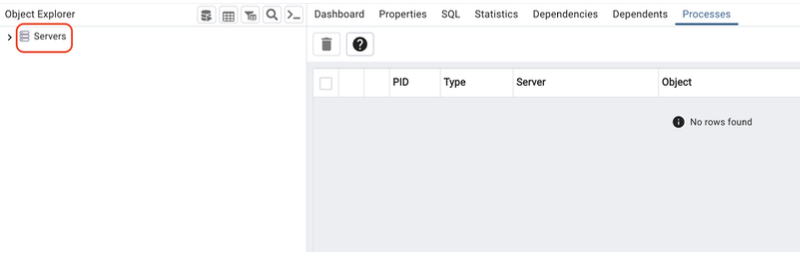 Object Explorer
Dashboard Properties SQL Statistics Dependencies Dependents Processes
Servers
PID Type Server Object
No rows found